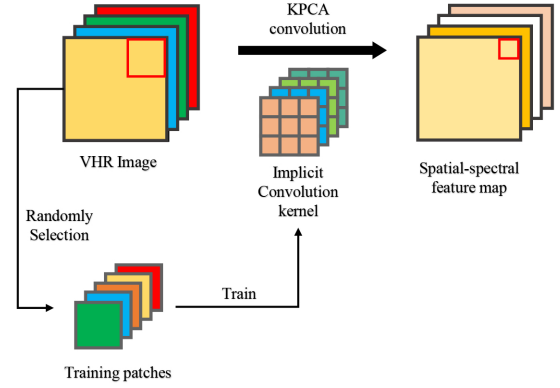 KPCA
convolution
VHR Image
Implicit
Convolution
kernel
Spatial-spectral
feature map
Randomly
Selection
Train
Training patches